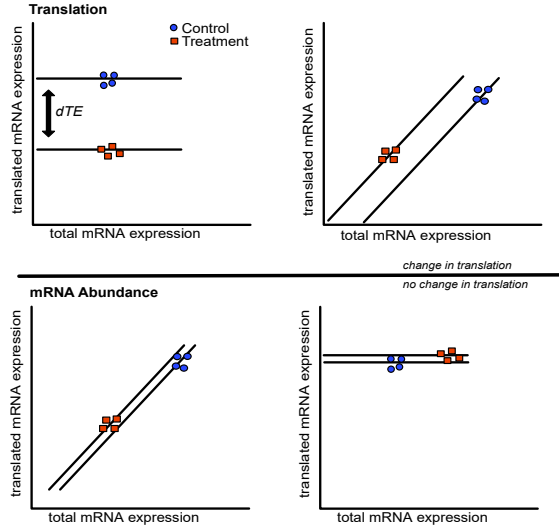 Translation
Control
Treatment
dTE
translated mRNA expression
total mRNA expression
Translated mRNA expression
total mRNA expression
change in translation
no change in translation
mRNA Abundance
translated mRNA expression
total mRNA expression
translated mRNA expression
total mRNA expression